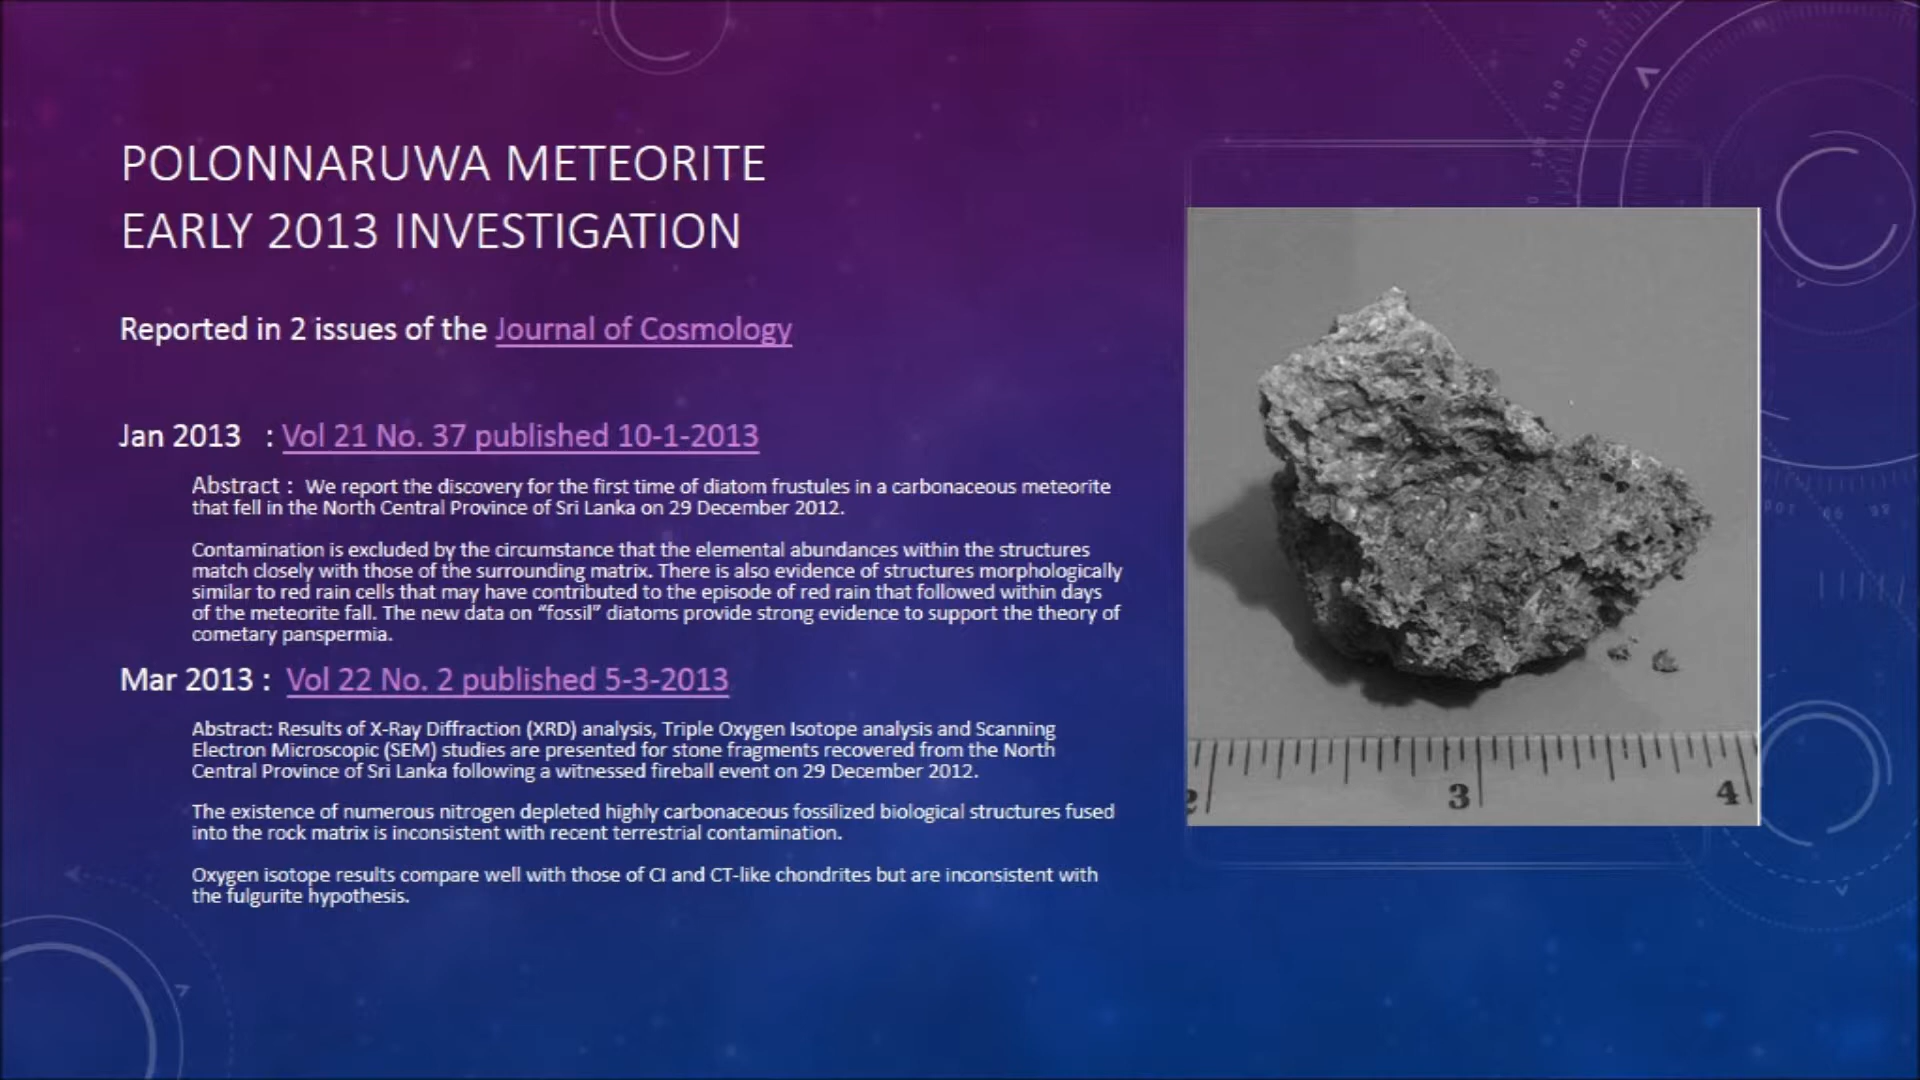 POLONNARUWA METEORITE
EARLY 2013 INVESTIGATION
Reported in 2 issues of the Journal of Cosmology
Jan 2013 : Vol 21 No. 37 published 10-1-2013
Abstract : We report the discovery for the first time of diatom frustules in a carbonaceous meteorite
that fell in the North Central Province of Sri Lanka on 29 December 2012.
Contamination is excluded by the circumstance that the elemental abundances within the structures
match closely with those of the surrounding matrix. There is also evidence of structures morphologically
similar to red rain cells that may have contributed to the episode of red rain that followed within days
of the meteorite fall. The new data on “fossil” diatoms provide strong evidence to support the theory of
cometary panspermia.
Mar 2013 : Vol 22 No. 2 published 5-3-2013
Abstract: Results of X-Ray Diffraction (XRD) analysis, Triple Oxygen Isotope analysis and Scanning
Electron Microscopic (SEM) studies are presented for stone fragments recovered from the North
Central Province of Sri Lanka following a witnessed fireball event on 29 December 2012.
The existence of numerous nitrogen depleted highly carbonaceous fossilized biological structures fused
into the rock matrix is inconsistent with recent terrestrial contamination.
Oxygen isotope results compare well with those of CI and CT-like chondrites but are inconsistent with
the fulgurite hypothesis.
2 3 4
190 200